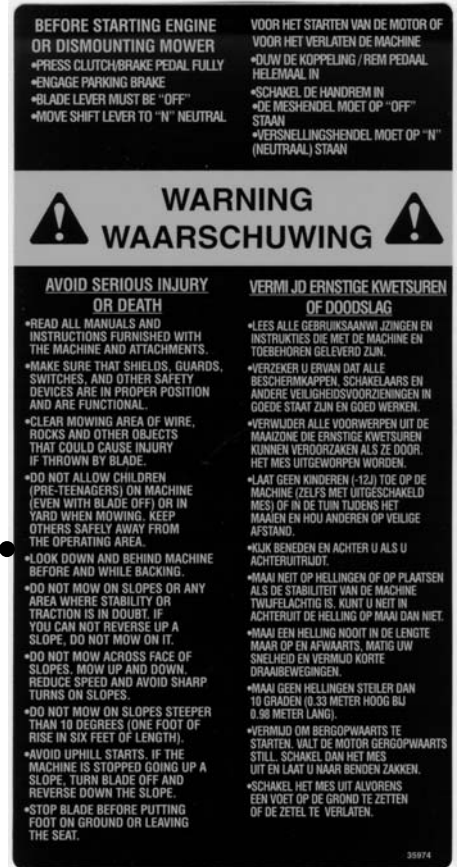 BEFORE STARTING ENGINE
OR DISMOUNTING MOWER
•PRESS CLUTCH/BRAKE PEDAL FULLY
•ENGAGE PARKING BRAKE
•BLADE LEVER MUST BE “OFF”
•MOVE SHIFT LEVER TO “N” NEUTRAL
VOOR HET STARTEN VAN DE MOTOR OF
VOOR HET VERLATEN DE MACHINE
•DUW DE KOPPELING / REM PEDAAL
HELEMAAL IN
•SCHAKEL DE HANDREM IN
•DE MESHENDEL MOET OP “OFF”
STAAN
•VERSNELLINGSHENDEL MOET OP “N”
(NEUTRAAL) STAAN
WARNING
WAARSCHUWING
AVOID SERIOUS INJURY
OR DEATH
•READ ALL MANUALS AND
INSTRUCTIONS FURNISHED WITH
THE MACHINE AND ATTACHMENTS.
•MAKE SURE THAT SHIELDS, GUARDS,
SWITCHES, AND OTHER SAFETY
DEVICES ARE IN PROPER POSITION
AND ARE FUNCTIONAL.
•CLEAR MOWING AREA OF WIRE,
ROCKS AND OTHER OBJECTS
THAT COULD CAUSE INJURY
IF THROWN BY BLADE.
•DO NOT ALLOW CHILDREN
(PRE-TEENAGERS) ON MACHINE
(EVEN WITH BLADE OFF) OR IN
YARD WHEN MOWING. KEEP
OTHERS SAFELY AWAY FROM
THE OPERATING AREA.
•LOOK DOWN AND BEHIND MACHINE
BEFORE AND WHILE BACKING.
•DO NOT MOW ON SLOPES OR ANY
AREA WHERE STABILITY OR
TRACTION IS IN DOUBT. IF
YOU CAN NOT REVERSE UP A
SLOPE, DO NOT MOW ON IT.
•DO NOT MOW ACROSS FACE OF
SLOPES. MOW UP AND DOWN,
REDUCE SPEED AND AVOID SHARP
TURNS ON SLOPES.
•DO NOT MOW ON SLOPES STEEPER
THAN 10 DEGREES (ONE FOOT OF
RISE IN SIX FEET OF LENGTH).
•AVOID UPHILL STARTS. IF THE
MACHINE IS STOPPED GOING UP A
SLOPE, TURN BLADE OFF AND
REVERSE DOWN THE SLOPE.
•STOP BLADE BEFORE PUTTING
FOOT ON GROUND OR LEAVING
THE SEAT.
VERMI JD ERNSTIGE KWETSUREN
OF DOODSLAG
•LEES ALLE GEBRUIKSAANWI JZINGEN EN
INSTRUKTIES DIE MET DE MACHINE EN
TOEBEHOREN GELEVERD ZIJN.
•VERZEKER U ERVAN DAT ALLE
BESCHERMKAPPEN, SCHAKELAARS EN
ANDERE VEILIGHEIDSVOORZIENINGEN IN
GOEDE STAAT ZIJN EN GOED WERKEN.
•VERWIJDER ALLE VOORWERPEN UIT DE
MAAIZONE DIE ERNSTIGE KWETSUREN
KUNNEN VEROORZAKEN ALS ZE DOOR.
HET MES UITGEWORPEN WORDEN.
•LAAT GEEN KINDEREN (-12J) TOE OP DE
MACHINE (ZELFS MET UITGESCHAKELD
MES) OF IN DE TUIN TIJDENS HET
MAAIEN EN HOU ANDEREN OP VEILIGE
AFSTAND.
•KIJK BENEDEN EN ACHTER U ALS U
ACHTERUITRIJDT.
•MAAI NEIT OP HELLINGEN OF OP PLAATSEN
ALS DE STABILITEIT VAN DE MACHINE
TWIJFELACHTIG IS. KUNT U NEIT IN
ACHTERUIT DE HELLING OP MAAI DAN NIET.
•MAAI EEN HELLING NOOIT IN DE LENGTE
MAAR OP EN AFWAARTS, MATIG UW
SNELHEID EN VERMIJD KORTE
DRAAIBEWEGINGEN.
•MAAI GEEN HELLINGEN STEILER DAN
10 GRADEN (0.33 METER HOOG BIJ
0.98 METER LANG).
•VERMIJD OM BERGOPWAARTS TE
STARTEN. VALT DE MOTOR GERGOPWAARTS
STILL. SCHAKEL DAN HET MES
UIT EN LAAT U NAAR BENDEN ZAKKEN.
•SCHAKEL HET MES UIT ALVORENS
EEN VOET OP DE GROND TE ZETTEN
OF DE ZETEL TE VERLATEN.
35974